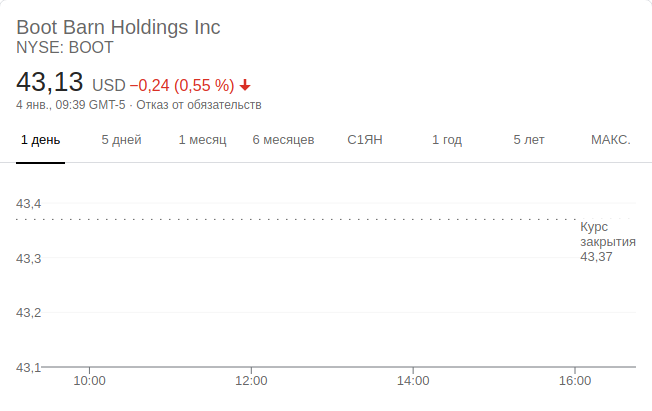 Boot Barn Holdings Inc
NYSE: BOOT
43,13 USD −0,24 (0,55 %)
4 янв., 09:39 GMT-5 · Отказ от обязательств
1 день 5 дней 1 месяц 6 месяцев С1ЯН 1 год 5 лет МАКС.
43,4
Курс
закрытия
43,3 43,37
43,2
43,1
10:00 12:00 14:00 16:00